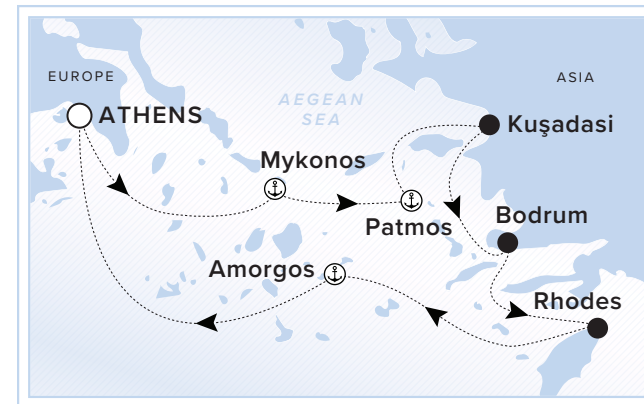 EUROPE
ASIA
AEGEAN
SEA
ATHENS
Kuşadasi
Mykonos
Patmos
Bodrum
Amorgos
Rhodes